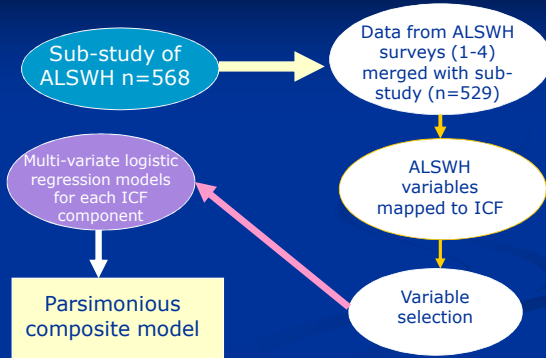 Sub-study of
ALSWH n=568
Data from ALSWH
surveys (1-4)
merged with sub-
study (n=529)
ALSWH
variables
mapped to ICF
Variable
selection
Multi-variate logistic
regression models
for each ICF
component
Parsimonious
composite model